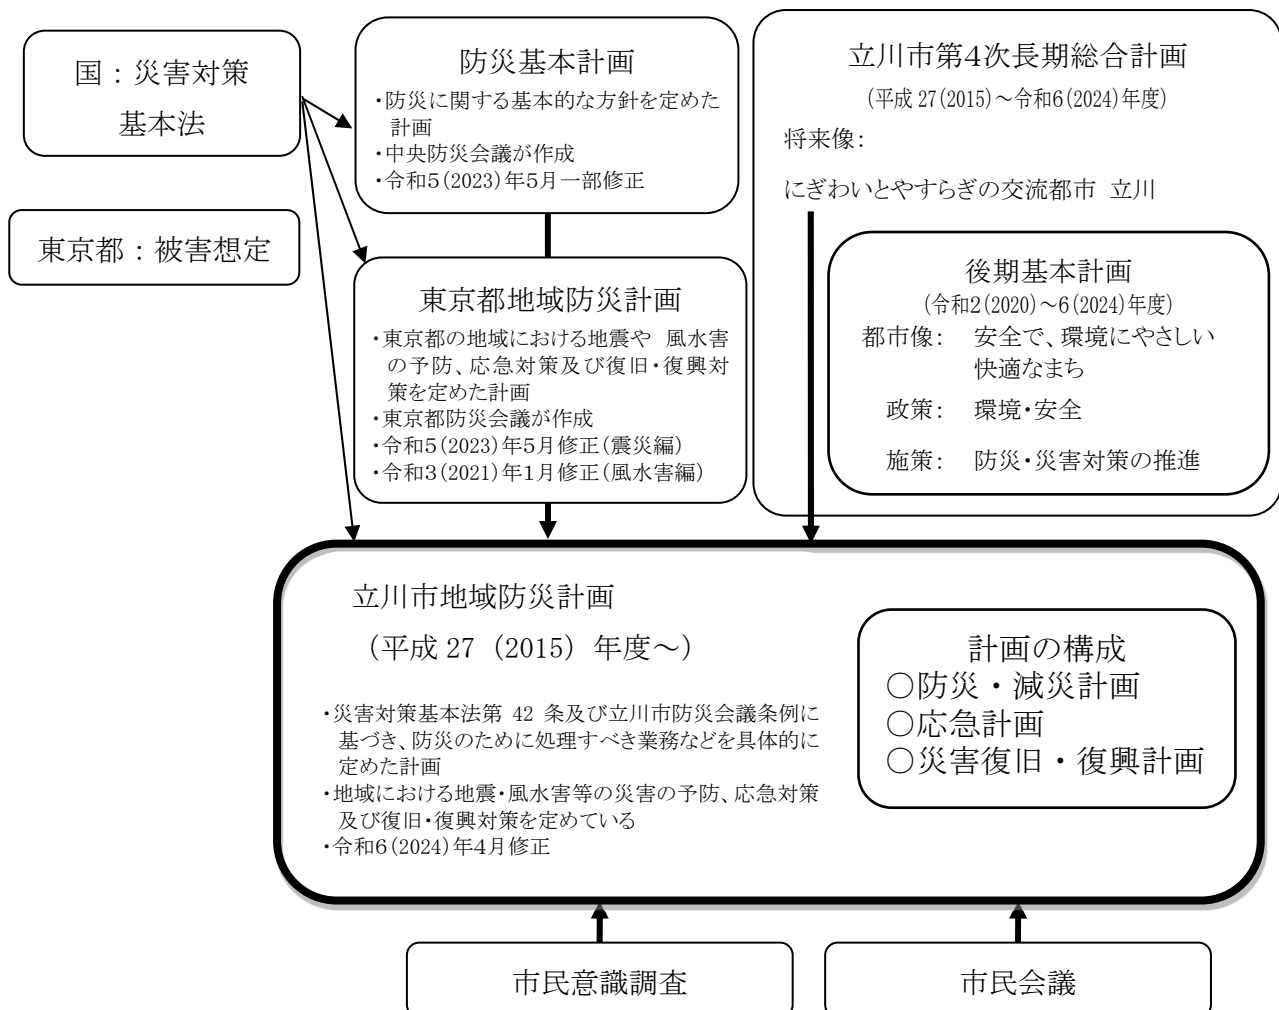 国：災害対策
基本法
東京都：被害想定
防災基本計画
・防災に関する基本的な方針を定めた
計画
・中央防災会議が作成
・令和5(2023)年5月一部修正
東京都地域防災計画
・東京都の地域における地震や 風水害
の予防、応急対策及び復旧・復興対
策を定めた計画
・東京都防災会議が作成
・令和5(2023)年5月修正(震災編)
・令和3(2021)年1月修正(風水害編)
立川市第4次長期総合計画
(平成 27(2015)～令和6(2024)年度)
将来像：
にぎわいとやすらぎの交流都市 立川
後期基本計画
(令和2(2020)～6(2024)年度)
都市像： 安全で、環境にやさしい
快適なまち
政策： 環境・安全
施策： 防災・災害対策の推進
立川市地域防災計画
（平成 27（2015）年度～）
・災害対策基本法第 42 条及び立川市防災会議条例に
基づき、防災のために処理すべき業務などを具体的に
定めた計画
・地域における地震・風水害等の災害の予防、応急対策
及び復旧・復興対策を定めている
・令和6(2024)年4月修正
計画の構成
○防災・減災計画
○応急計画
○災害復旧・復興計画
市民意識調査
市民会議